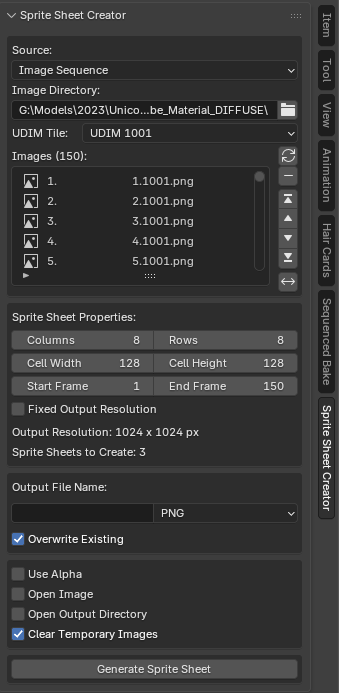 Sprite Sheet Creator
Source:
Image Sequence
Image Directory:
G:\Models\2023\Unico...be_Material_DIFFUSE\
UDIM Tile: UDIM 1001
Images (150):
1. 1.1001.png
2. 2.1001.png
3. 3.1001.png
4. 4.1001.png
5. 5.1001.png
Sprite Sheet Properties:
Columns 8 Rows 8
Cell Width 128 Cell Height 128
Start Frame 1 End Frame 150
Fixed Output Resolution
Output Resolution: 1024 x 1024 px
Sprite Sheets to Create: 3
Output File Name:
PNG
Overwrite Existing
Use Alpha
Open Image
Open Output Directory
Clear Temporary Images
Generate Sprite Sheet
Item
Tool
View
Animation
Hair Cards
Sequenced Bake
Sprite Sheet Creator